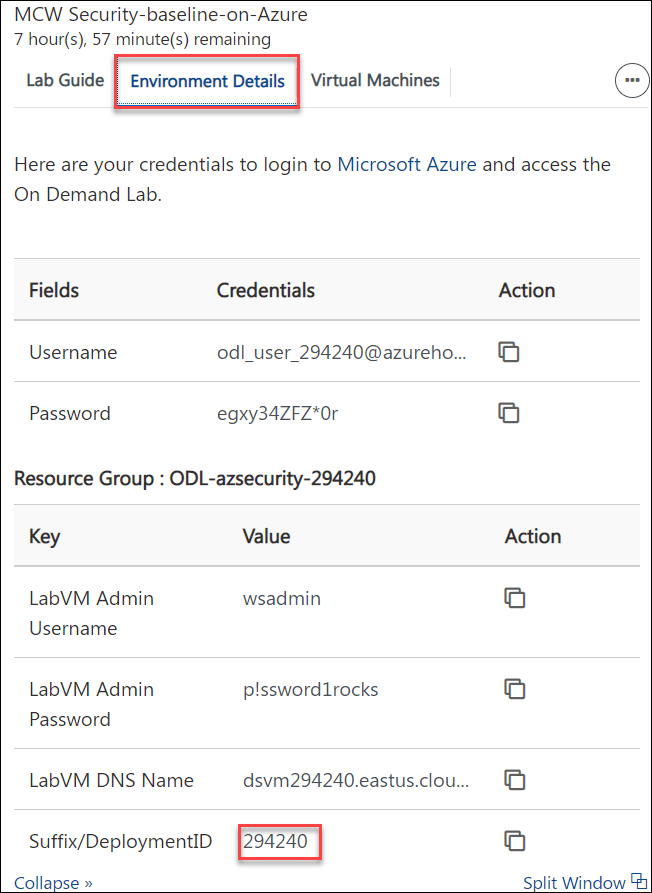 MCW Security-baseline-on-Azure
7 hour(s), 57 minute(s) remaining
Lab Guide Environment Details Virtual Machines
Here are your credentials to login to Microsoft Azure and access the
On Demand Lab.
Fields Credentials Action
Username odl_user_294240@azureho...
Password egxy34ZFZ*0r
Resource Group : ODL-azsecurity-294240
Key Value Action
LabVM Admin wsadmin
Username
LabVM Admin p!ssword1rocks
Password
LabVM DNS Name dsvm294240.eastus.clou...
Suffix/DeploymentID 294240
Collapse » Split Window